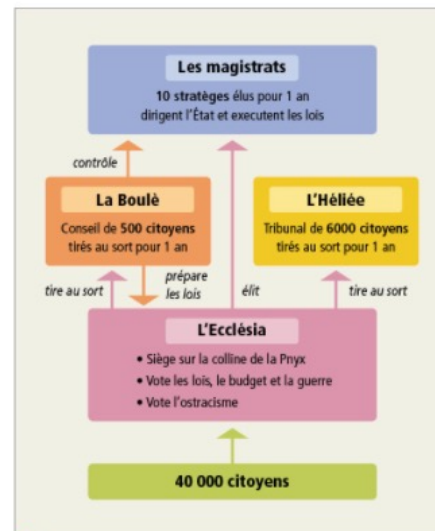 Les magistrats
10 stratèges élus pour 1 an
dirigent l'État et executent les lois
contrôle
La Boulè
Conseil de 500 citoyens
tirés au sort pour 1 an
L'Héliée
Tribunal de 6000 citoyens
tirés au sort pour 1 an
tire au sort
prépare
les lois
élit
tire au sort
L'Ecclésia
• Siège sur la colline de la Pnyx
• Vote les lois, le budget et la guerre
• Vote l'ostracisme
40 000 citoyens